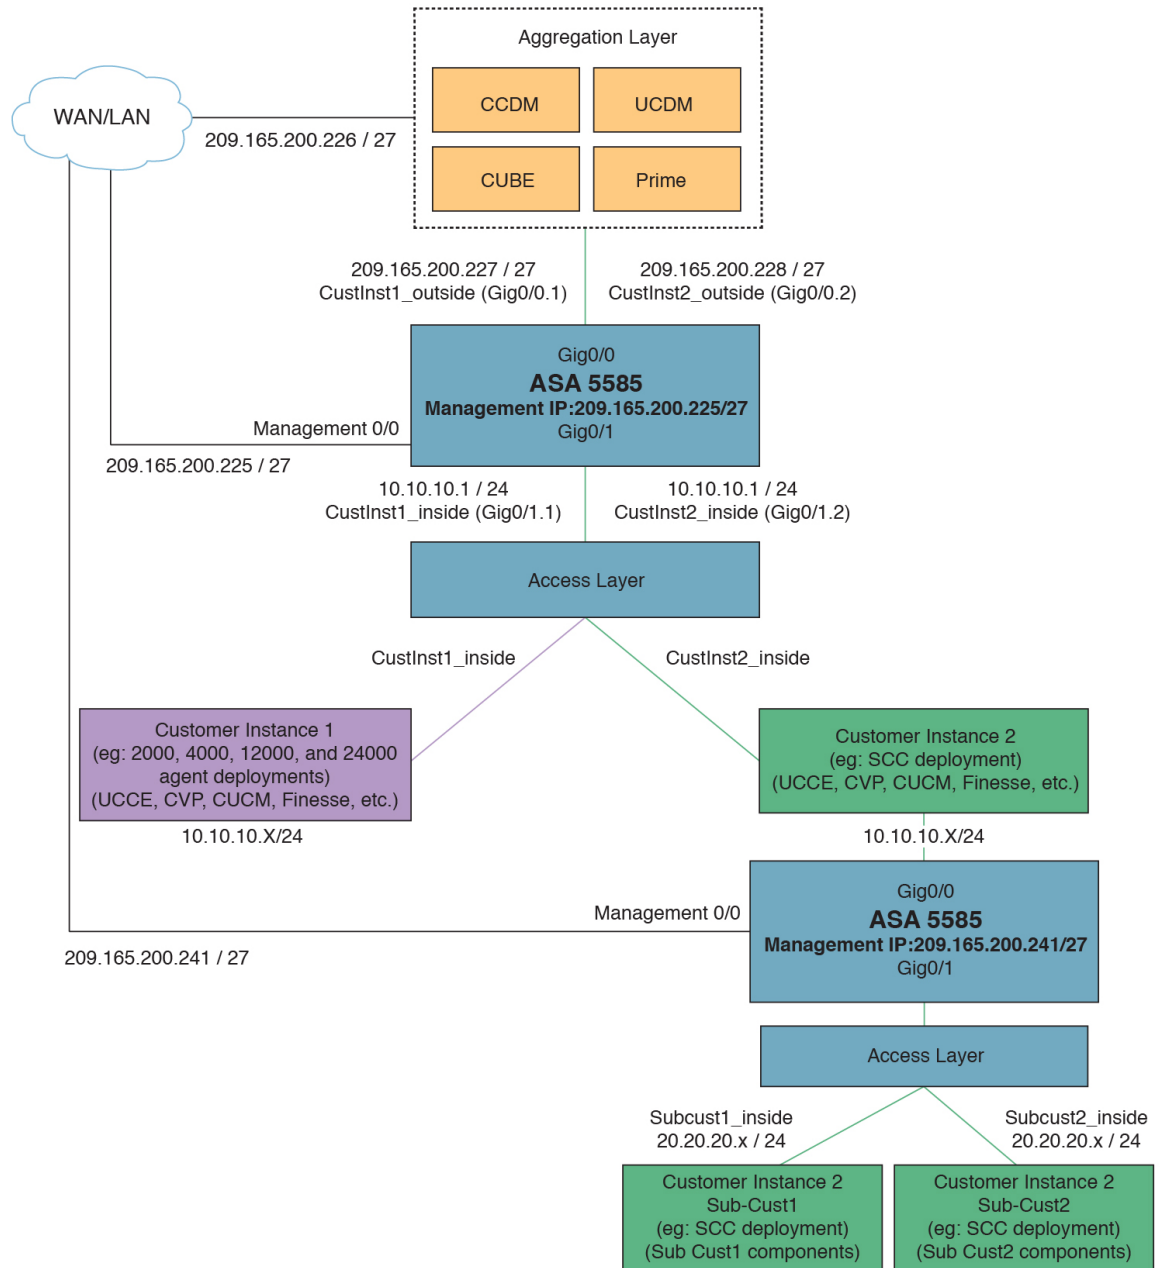 Aggregation Layer
CCDM
UCDM
WAN/LAN
209.165.200.226 / 27
CUBE
Prime
209.165.200.227 / 27
CustInst1_outside (Gig0/0.1)
209.165.200.228 / 27
CustInst2_outside (Gig0/0.2)
Gig0/0
ASA 5585
Management IP:209.165.200.225/27
Gig0/1
Management 0/0
209.165.200.225 / 27
10.10.10.1 / 24
CustInst1_inside (Gig0/1.1)
10.10.10.1 / 24
CustInst2_inside (Gig0/1.2)
Access Layer
CustInst1_inside
CustInst2_inside
Customer Instance 1
(eg: 2000, 4000, 12000, and 24000
agent deployments)
(UCCE, CVP, CUCM, Finesse, etc.)
10.10.10.X/24
Customer Instance 2
(eg: SCC deployment)
(UCCE, CVP, CUCM, Finesse, etc.)
10.10.10.X/24
Gig0/0
ASA 5585
Management IP:209.165.200.241/27
Gig0/1
Management 0/0
209.165.200.241 / 27
Access Layer
Subcust1_inside
20.20.20.x / 24
Subcust2_inside
20.20.20.x / 24
Customer Instance 2
Sub-Cust1
(eg: SCC deployment)
(Sub Cust1 components)
Customer Instance 2
Sub-Cust2
(eg: SCC deployment)
(Sub Cust2 components)